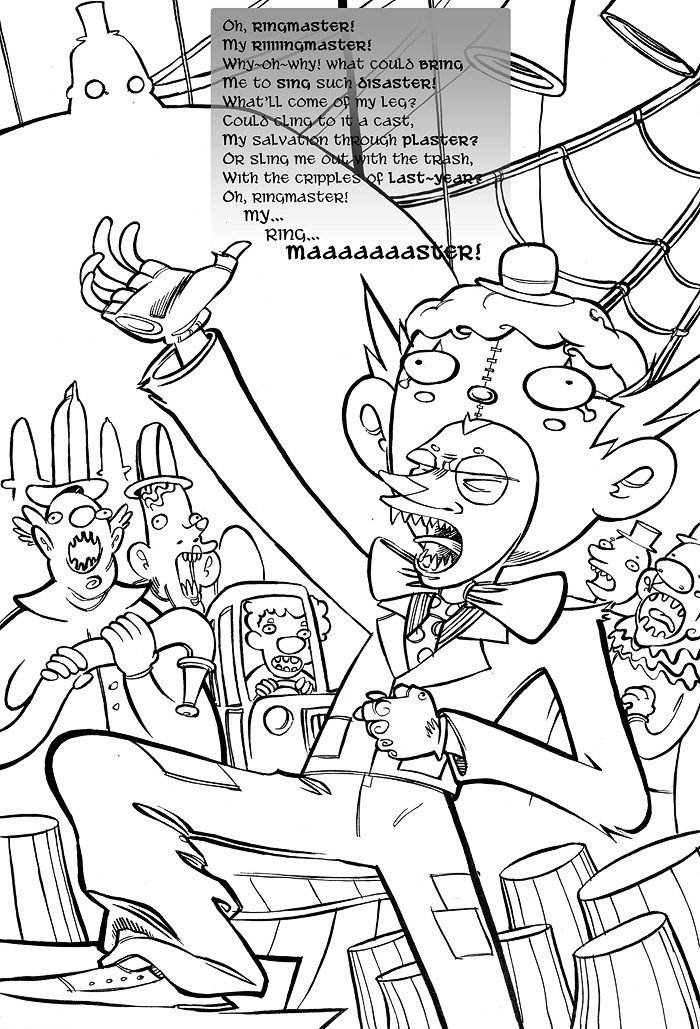 Oh, RINGMASTER!
My RIIIIINGMASTER!
Why~oh~why! what could BRING
Me to SING such DISASTER!
What'll come of my Leg?
Could cling to it a cast,
My salvation through PLASTER?
Or sling me out with the trash,
With the cripples of LAST~YEAR?
Oh, RINGMASTER!
My...
RING...
MAAAAAAASTER!